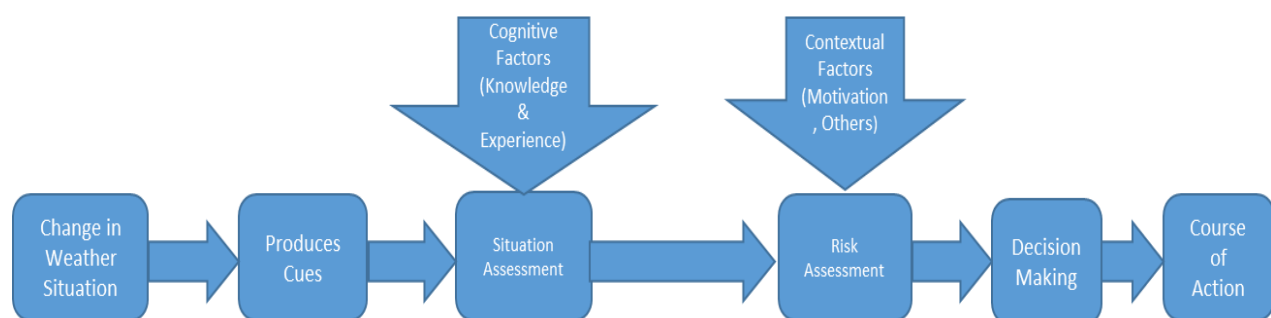 Cognitive
Factors
(Knowledge
&
Experience)
Contextual
Factors
(Motivation
, Others)
Change in
Weather
Situation
Produces
Cues
Situation
Assessment
Risk
Assessment
Decision
Making
Course
of
Action